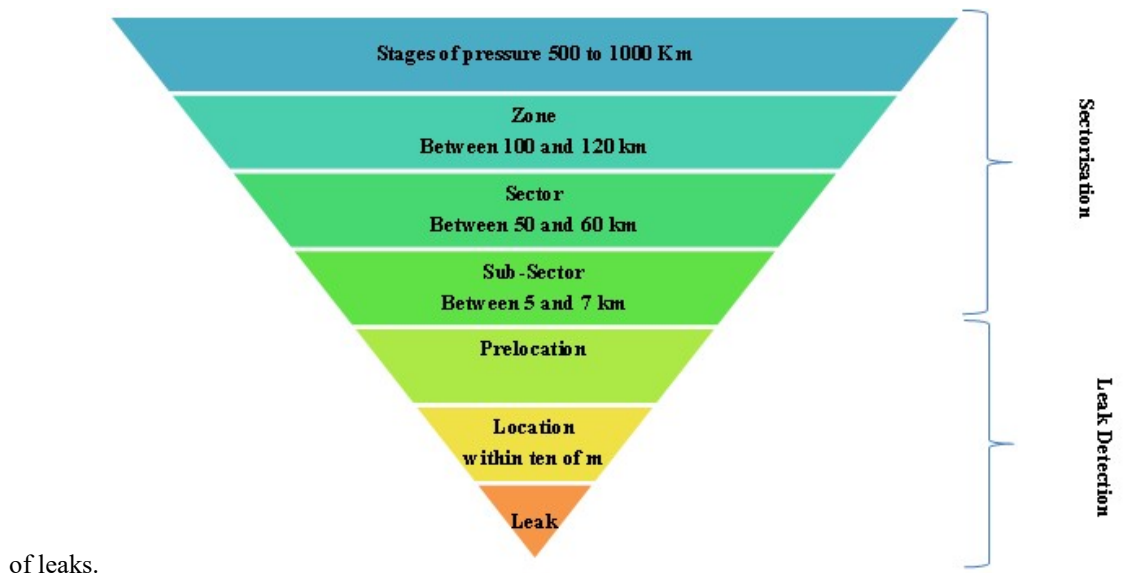 Stages of pressure 500 to 1000 Km
Zone
Between 100 and 120 km
Sector
Between 50 and 60 km
Sub-Sector
Between 5 and 7 km
Prelocation
Location
within ten of m
Leak
Sectorisation
Leak Detection
of leaks.